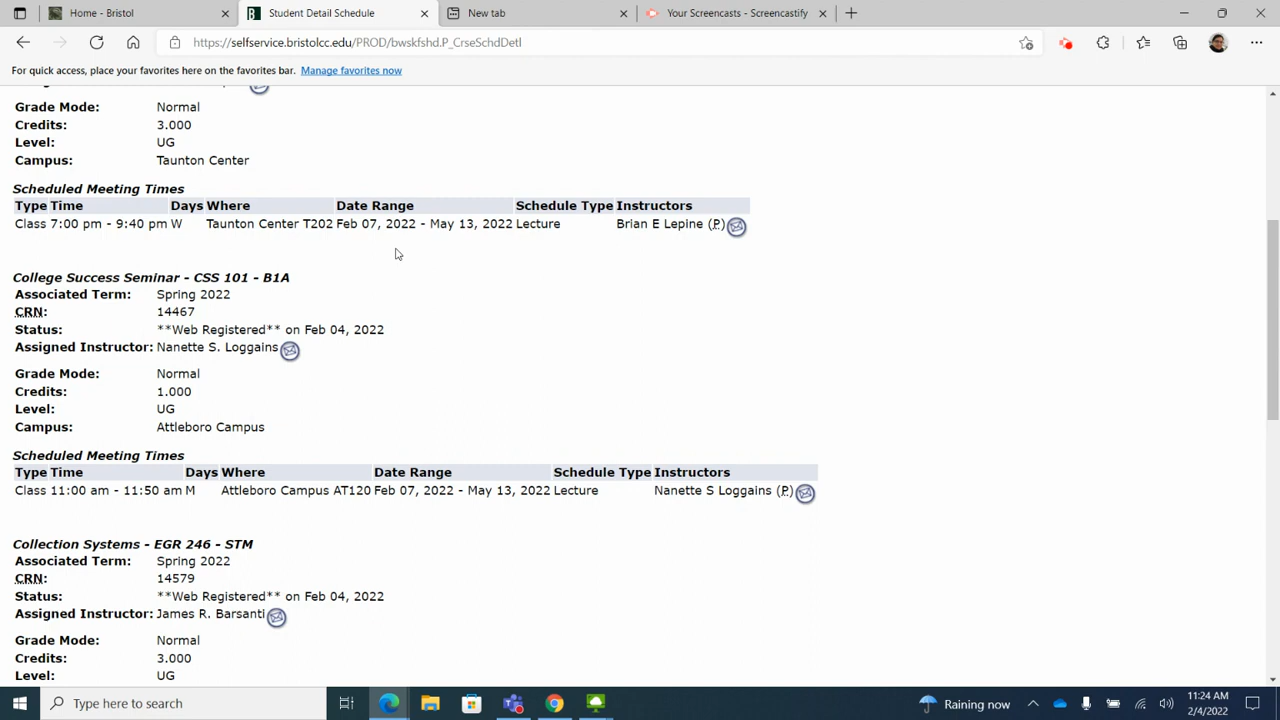 Home - Bristol
Student Detail Schedule
New tab
Your Screencasts - Screencastify
https://selfservice.bristolcc.edu/PROD/bwskfshd.P_CrseSchdDetl
For quick access, place your favorites here on the favorites bar. Manage favorites now
Grade Mode: Normal
Credits: 3.000
Level: UG
Campus: Taunton Center
Scheduled Meeting Times
Type Time Days Where Date Range Schedule Type Instructors
Class 7:00 pm - 9:40 pm W Taunton Center T202 Feb 07, 2022 - May 13, 2022 Lecture Brian E Lepine (P)
College Success Seminar - CSS 101 - B1A
Associated Term: Spring 2022
CRN: 14467
Status: **Web Registered** on Feb 04, 2022
Assigned Instructor: Nanette S. Loggains
Grade Mode: Normal
Credits: 1.000
Level: UG
Campus: Attleboro Campus
Scheduled Meeting Times
Type Time Days Where Date Range Schedule Type Instructors
Class 11:00 am - 11:50 am M Attleboro Campus AT120 Feb 07, 2022 - May 13, 2022 Lecture Nanette S Loggains (P)
Collection Systems - EGR 246 - STM
Associated Term: Spring 2022
CRN: 14579
Status: **Web Registered** on Feb 04, 2022
Assigned Instructor: James R. Barsanti
Grade Mode: Normal
Credits: 3.000
Level: UG
Type here to search
Raining now
11:24 AM
2/4/2022